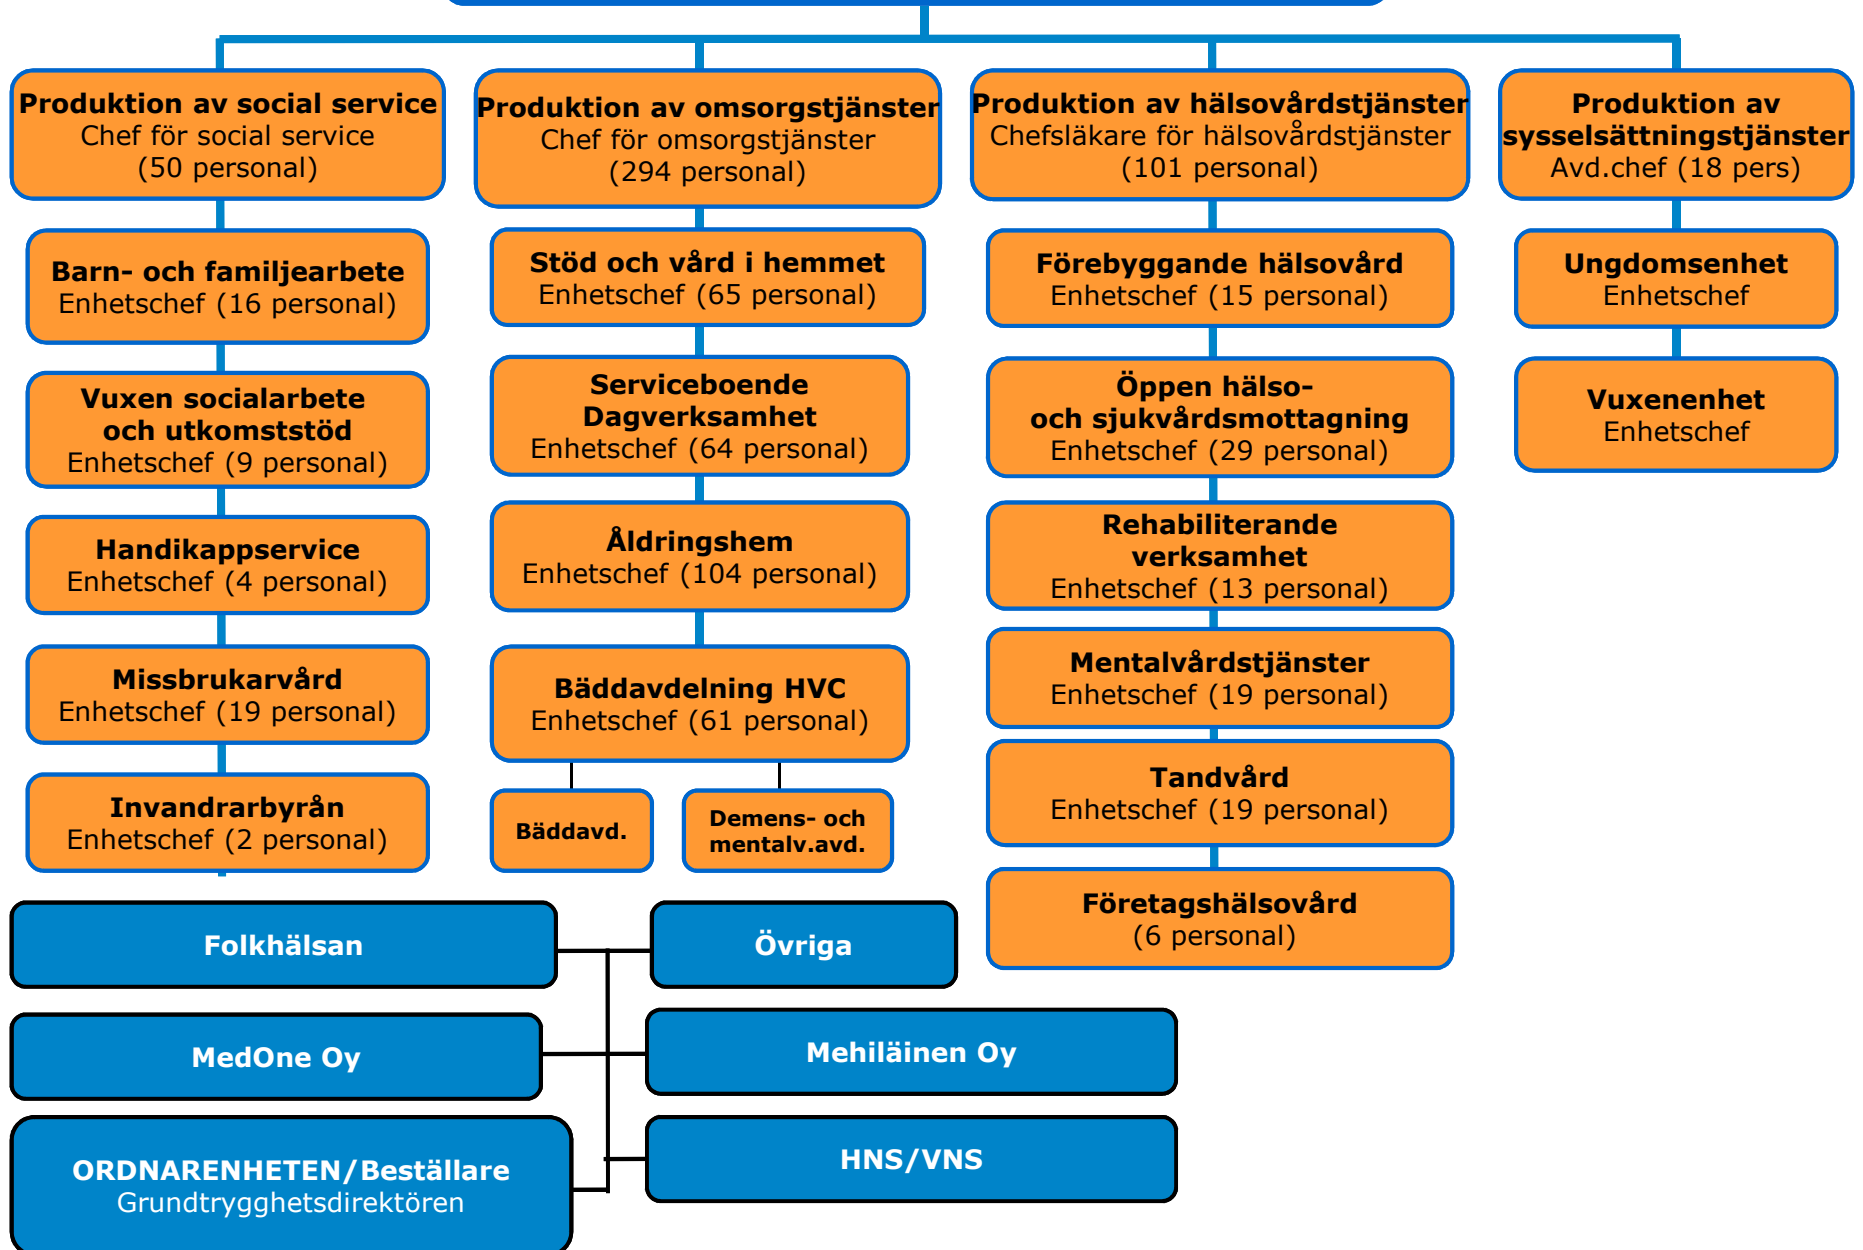 Produktion av social service
Chef för social service
(50 personal)
Produktion av omsorgstjänster
Chef för omsorgstjänster
(294 personal)
Produktion av hälsovårdstjänster
Chefsläkare för hälsovårdstjänster
(101 personal)
Produktion av
sysselsättningstjänster
Avd.chef (18 pers)
Barn- och familjearbete
Enhetschef (16 personal)
Vuxen socialarbete
och utkomststöd
Enhetschef (9 personal)
Handikappservice
Enhetschef (4 personal)
Missbrukarvård
Enhetschef (19 personal)
Invandrarbyrån
Enhetschef (2 personal)
Stöd och vård i hemmet
Enhetschef (65 personal)
Serviceboende
Dagverksamhet
Enhetschef (64 personal)
Åldringshem
Enhetschef (104 personal)
Bäddavdelning HVC
Enhetschef (61 personal)
Bäddavd.
Demens- och
mentalv.avd.
Förebyggande hälsovård
Enhetschef (15 personal)
Öppen hälso-
och sjukvårdsmottagning
Enhetschef (29 personal)
Rehabiliterande
verksamhet
Enhetschef (13 personal)
Mentalvårdstjänster
Enhetschef (19 personal)
Tandvård
Enhetschef (19 personal)
Företagshälsovård
(6 personal)
Ungdomsenhet
Enhetschef
Vuxenenhet
Enhetschef
Folkhälsan
Övriga
MedOne Oy
Mehiläinen Oy
ORDNARENHETEN/Beställare
Grundtrygghetsdirektören
HNS/VNS